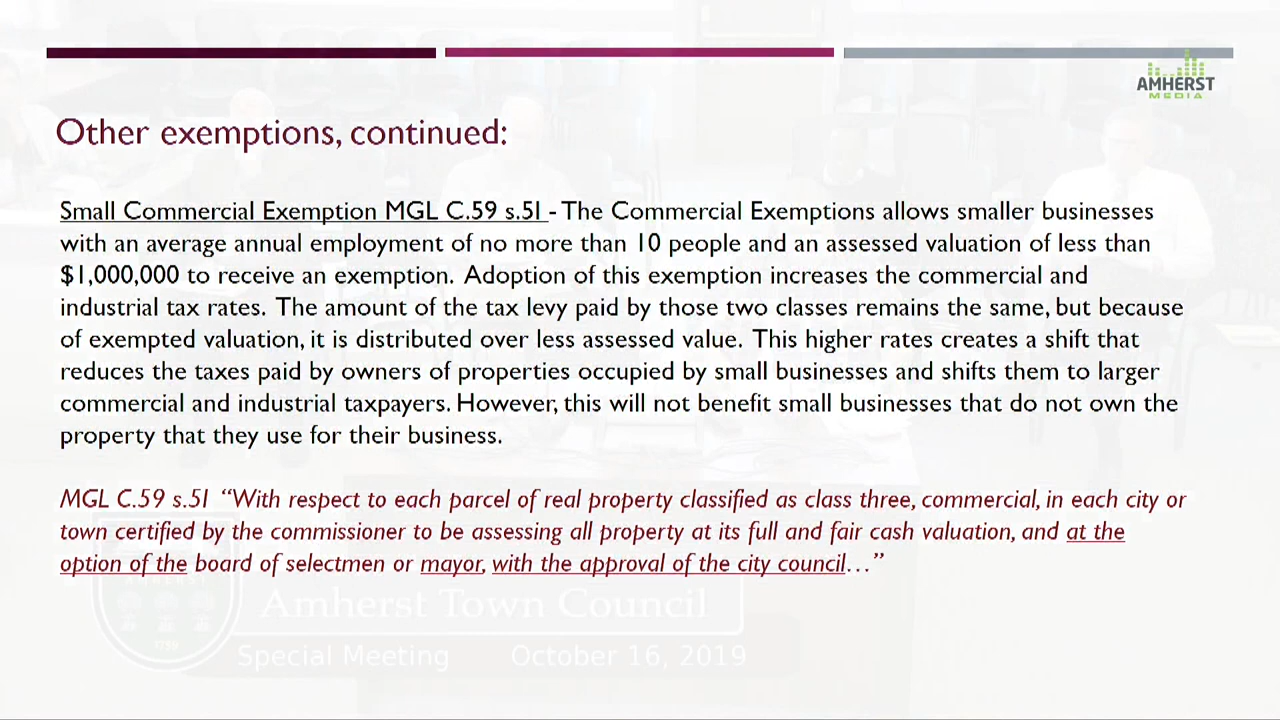 AMHERST
MEDIA
Other exemptions, continued:
Small Commercial Exemption MGL C.59 s.5I - The Commercial Exemptions allows smaller businesses
with an average annual employment of no more than 10 people and an assessed valuation of less than
$1,000,000 to receive an exemption. Adoption of this exemption increases the commercial and
industrial tax rates. The amount of the tax levy paid by those two classes remains the same, but because
of exempted valuation, it is distributed over less assessed value. This higher rates creates a shift that
reduces the taxes paid by owners of properties occupied by small businesses and shifts them to larger
commercial and industrial taxpayers. However, this will not benefit small businesses that do not own the
property that they use for their business.
MGL C.59 s.5I “With respect to each parcel of real property classified as class three, commercial, in each city or
town certified by the commissioner to be assessing all property at its full and fair cash valuation, and at the
option of the board of selectmen or mayor, with the approval of the city council…”
AMHERST
1759
Amherst Town Council
Special Meeting October 16, 2019